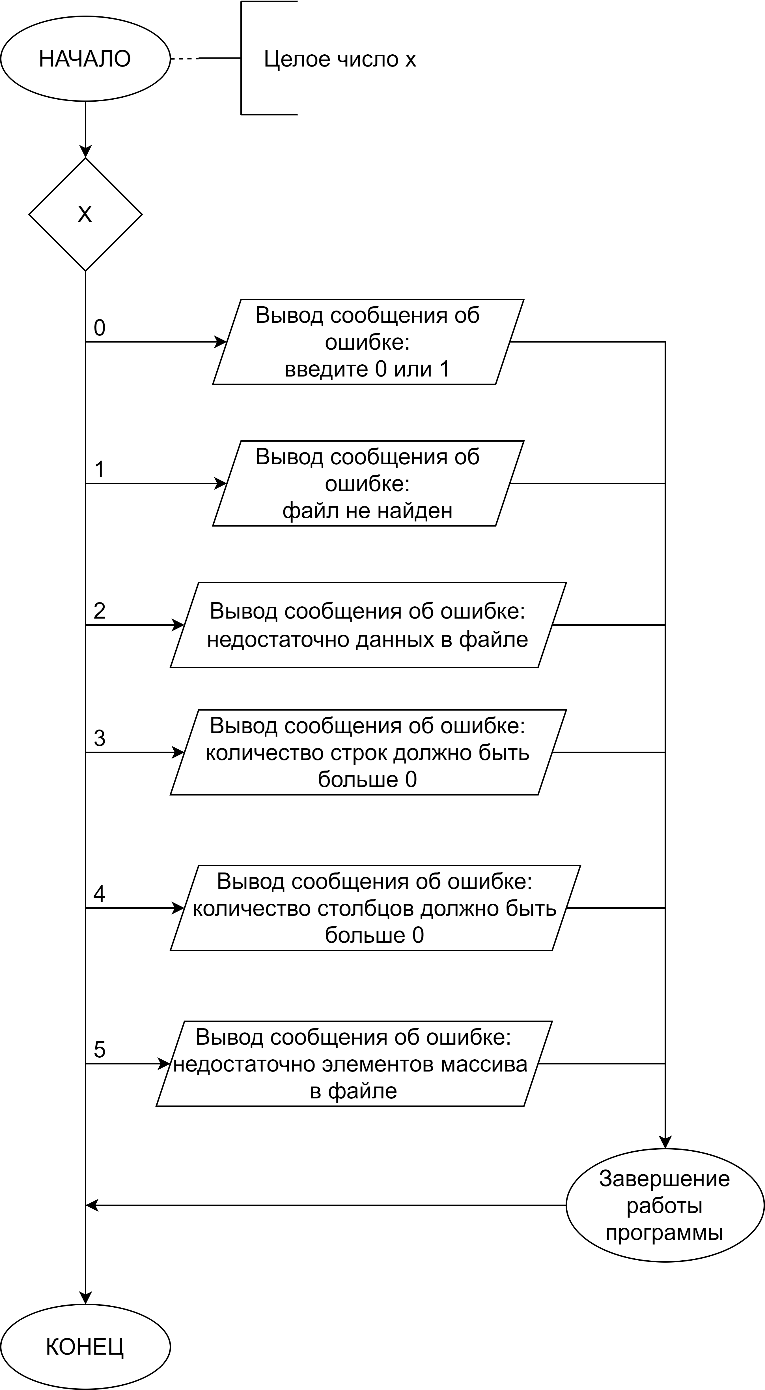 НАЧАЛО
Целое число x
X
0
Вывод сообщения об
ошибке:
введите 0 или 1
1
Вывод сообщения об
ошибке:
файл не найден
2
Вывод сообщения об ошибке:
недостаточно данных в файле
3
Вывод сообщения об ошибке:
количество строк должно быть
больше 0
4
Вывод сообщения об ошибке:
количество столбцов должно быть
больше 0
5
Вывод сообщения об ошибке:
недостаточно элементов массива
в файле
Завершение
работы
программы
КОНЕЦ